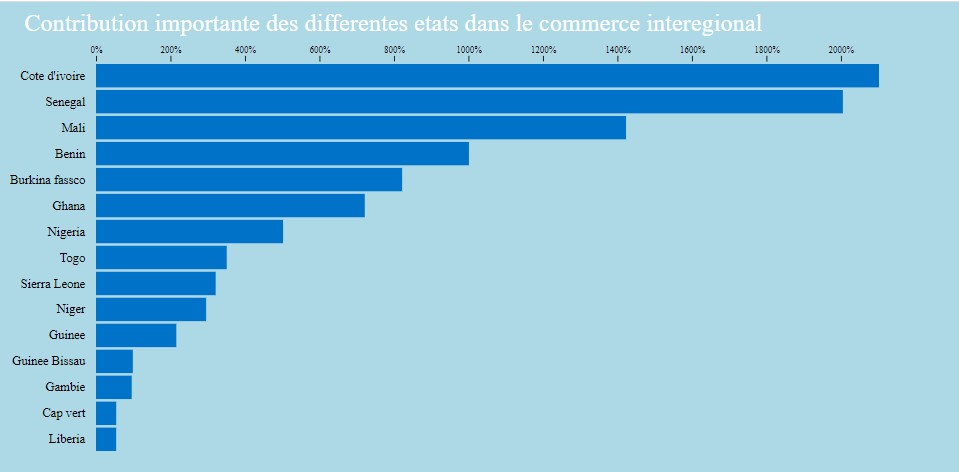 Contribution importante des differentes etats dans le commerce interegional
0% 200% 400% 600% 800% 1000% 1200% 1400% 1600% 1800% 2000%
Cote d'ivoire
Senegal
Mali
Benin
Burkina fassco
Ghana
Nigeria
Togo
Sierra Leone
Niger
Guinee
Guinee Bissau
Gambie
Cap vert
Liberia